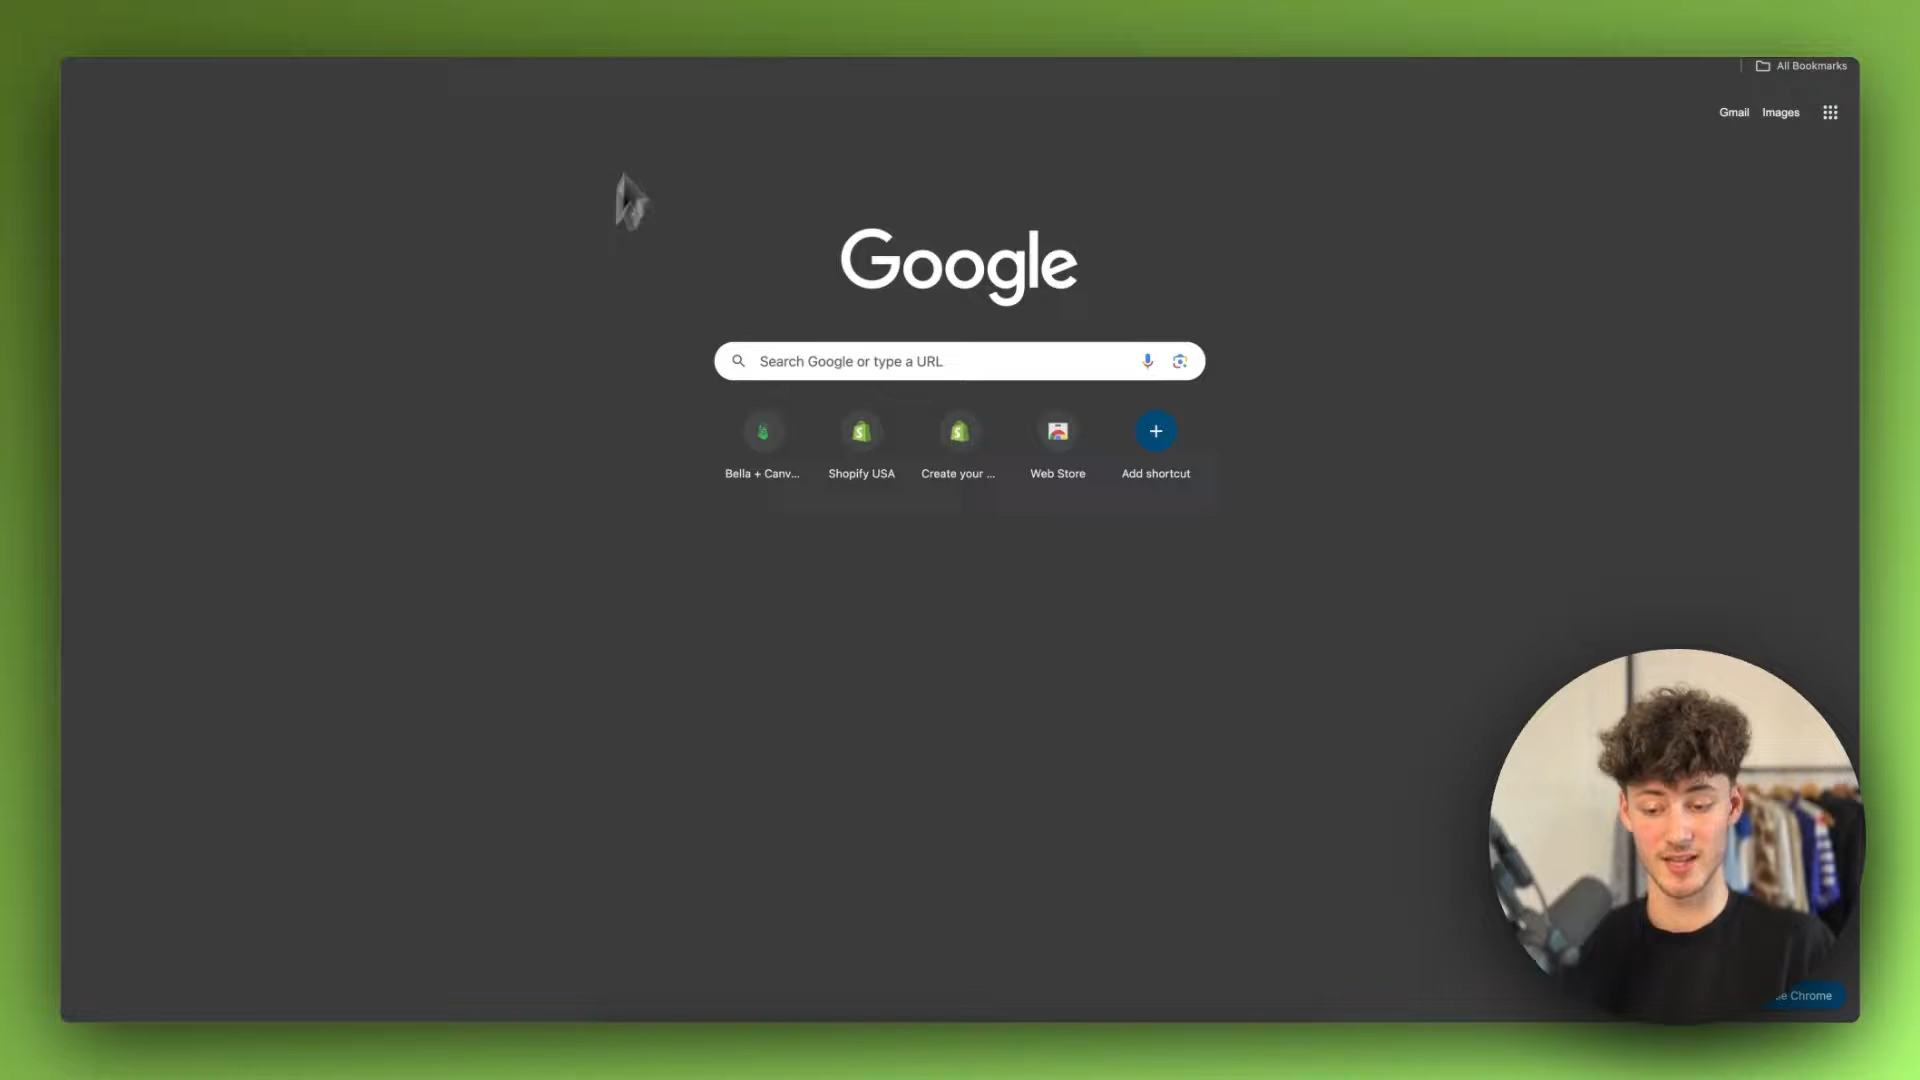 All Bookmarks
Gmail Images
Google
Search Google or type a URL
Bella + Canv... Shopify USA Create your ... Web Store Add shortcut
Chrome